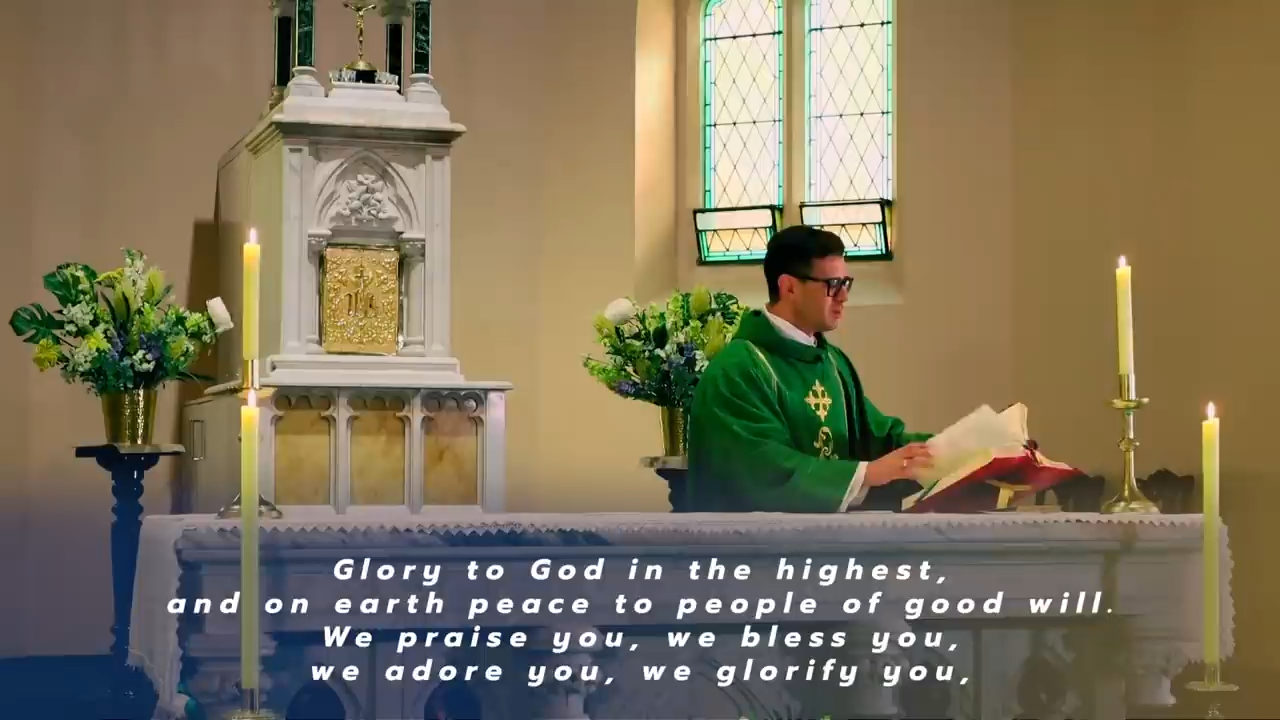 IHS
Glory to God in the highest,
and on earth peace to people of good will.
We praise you, we bless you,
we adore you, we glorify you,